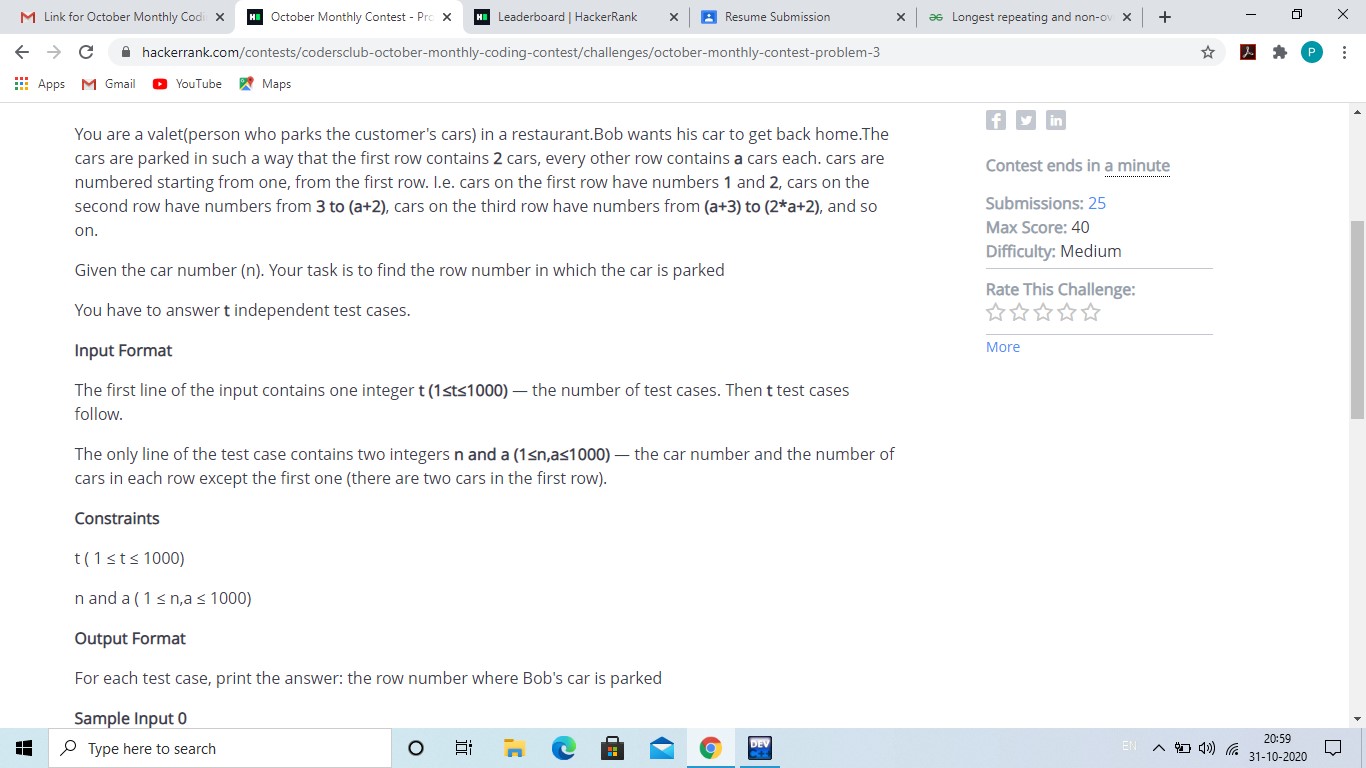 Link for October Monthly Codi
October Monthly Contest - Pro
Leaderboard | HackerRank
Resume Submission
Longest repeating and non-ov
hackerrank.com/contests/codersclub-october-monthly-coding-contest/challenges/october-monthly-contest-problem-3
P
Apps
Gmail
YouTube
Maps
You are a valet(person who parks the customer's cars) in a restaurant.Bob wants his car to get back home.The
cars are parked in such a way that the first row contains 2 cars, every other row contains a cars each. cars are
numbered starting from one, from the first row. I.e. cars on the first row have numbers 1 and 2, cars on the
second row have numbers from 3 to (a+2), cars on the third row have numbers from (a+3) to (2*a+2), and so
on.
Given the car number (n). Your task is to find the row number in which the car is parked
You have to answer t independent test cases.
Input Format
The first line of the input contains one integer t (1≤t≤1000) — the number of test cases. Then t test cases
follow.
The only line of the test case contains two integers n and a (1≤n,a≤1000) — the car number and the number of
cars in each row except the first one (there are two cars in the first row).
Constraints
t ( 1 ≤ t ≤ 1000)
n and a ( 1 ≤ n,a ≤ 1000)
Output Format
For each test case, print the answer: the row number where Bob's car is parked
Sample Input 0
Contest ends in a minute
Submissions: 25
Max Score: 40
Difficulty: Medium
Rate This Challenge:
More
Type here to search
DEV
EN
20:59
31-10-2020